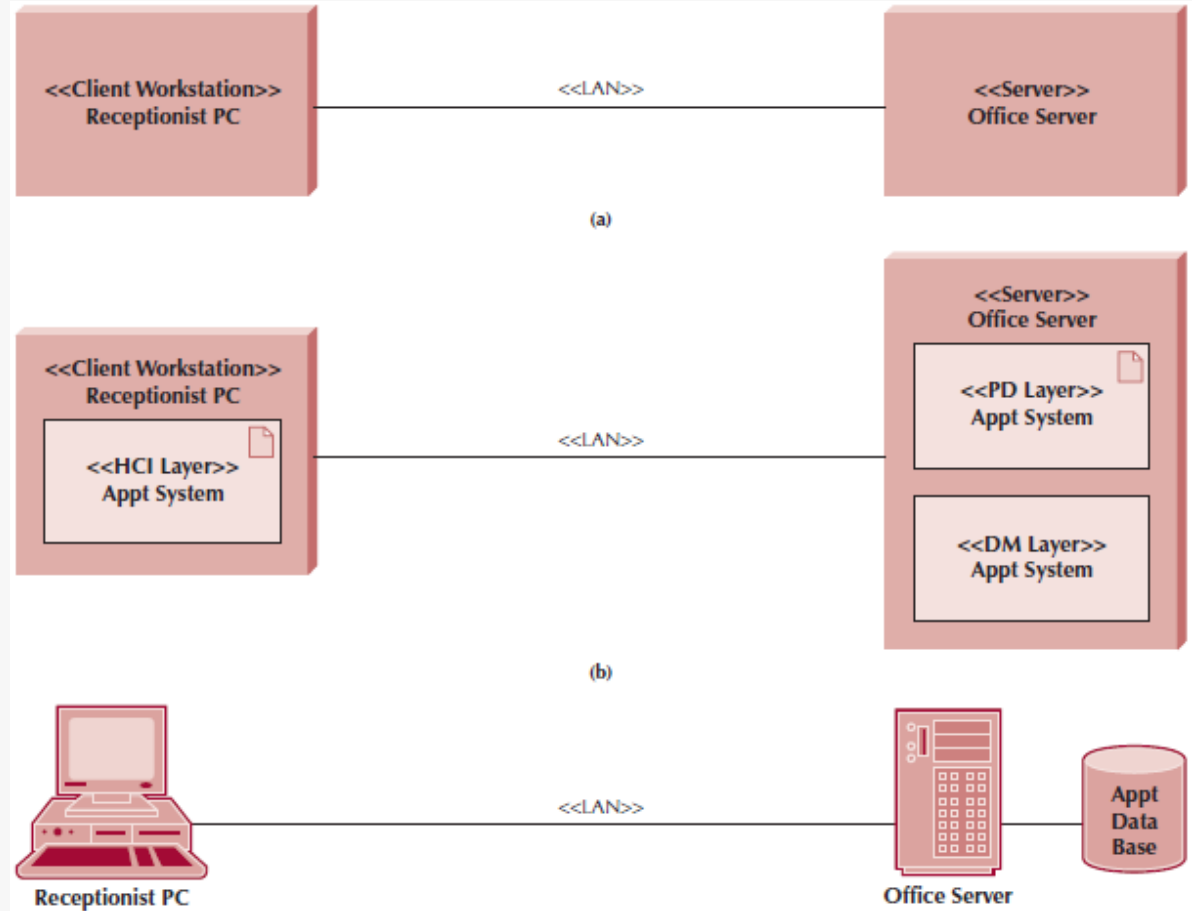 <<Client Workstation>>
Receptionist PC
<<LAN>>
<<Server>>
Office Server
(a)
<<Client Workstation>>
Receptionist PC
<<HCI Layer>>
Appt System
<<LAN>>
<<Server>>
Office Server
<<PD Layer>>
Appt System
<<DM Layer>>
Appt System
(b)
<<LAN>>
Appt
Data
Base
Receptionist PC
Office Server